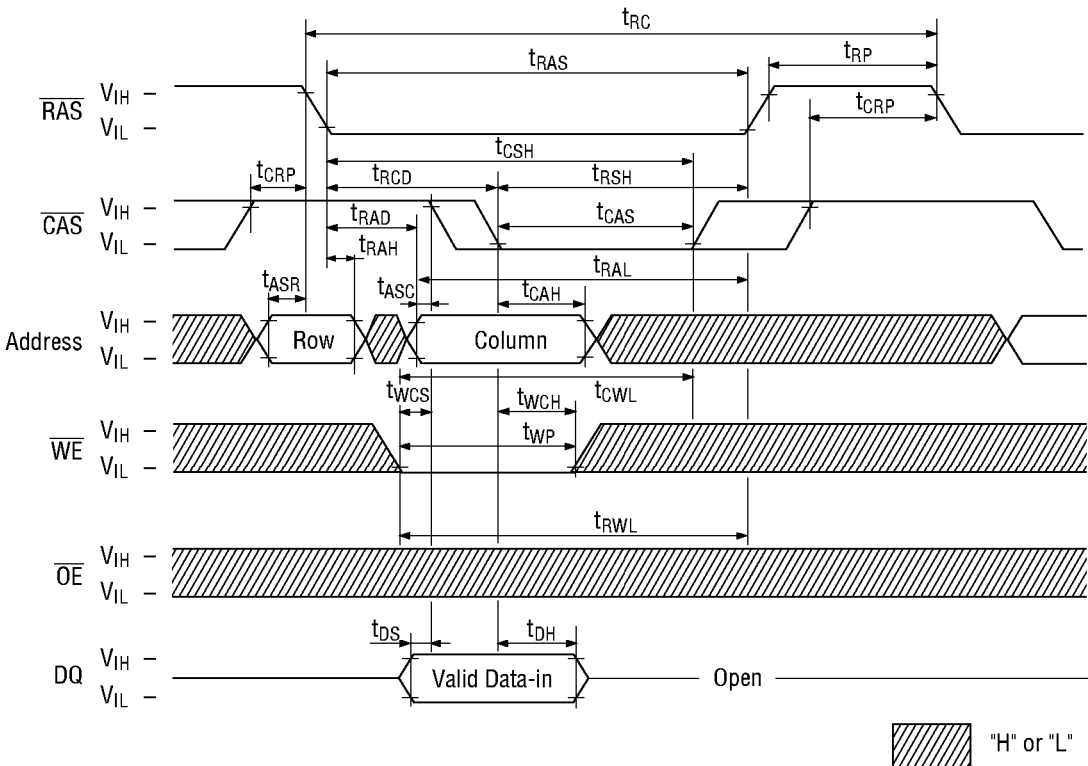 tRC
tRAS
tRP
RAS
VIH
VIL
tCRP
tCSH
tCRP
tRCD
tRSH
CAS
VIH
VIL
tRAD
tCAS
tRAH
tRAL
tASR
tASC
tCAH
Address
VIH
VIL
Row
Column
tWCS
tWCH
tCWL
WE
VIH
VIL
tWP
tRWL
OE
VIH
VIL
tDS
tDH
DQ
VIH
VIL
Valid Data-in
Open
"H" or "L"